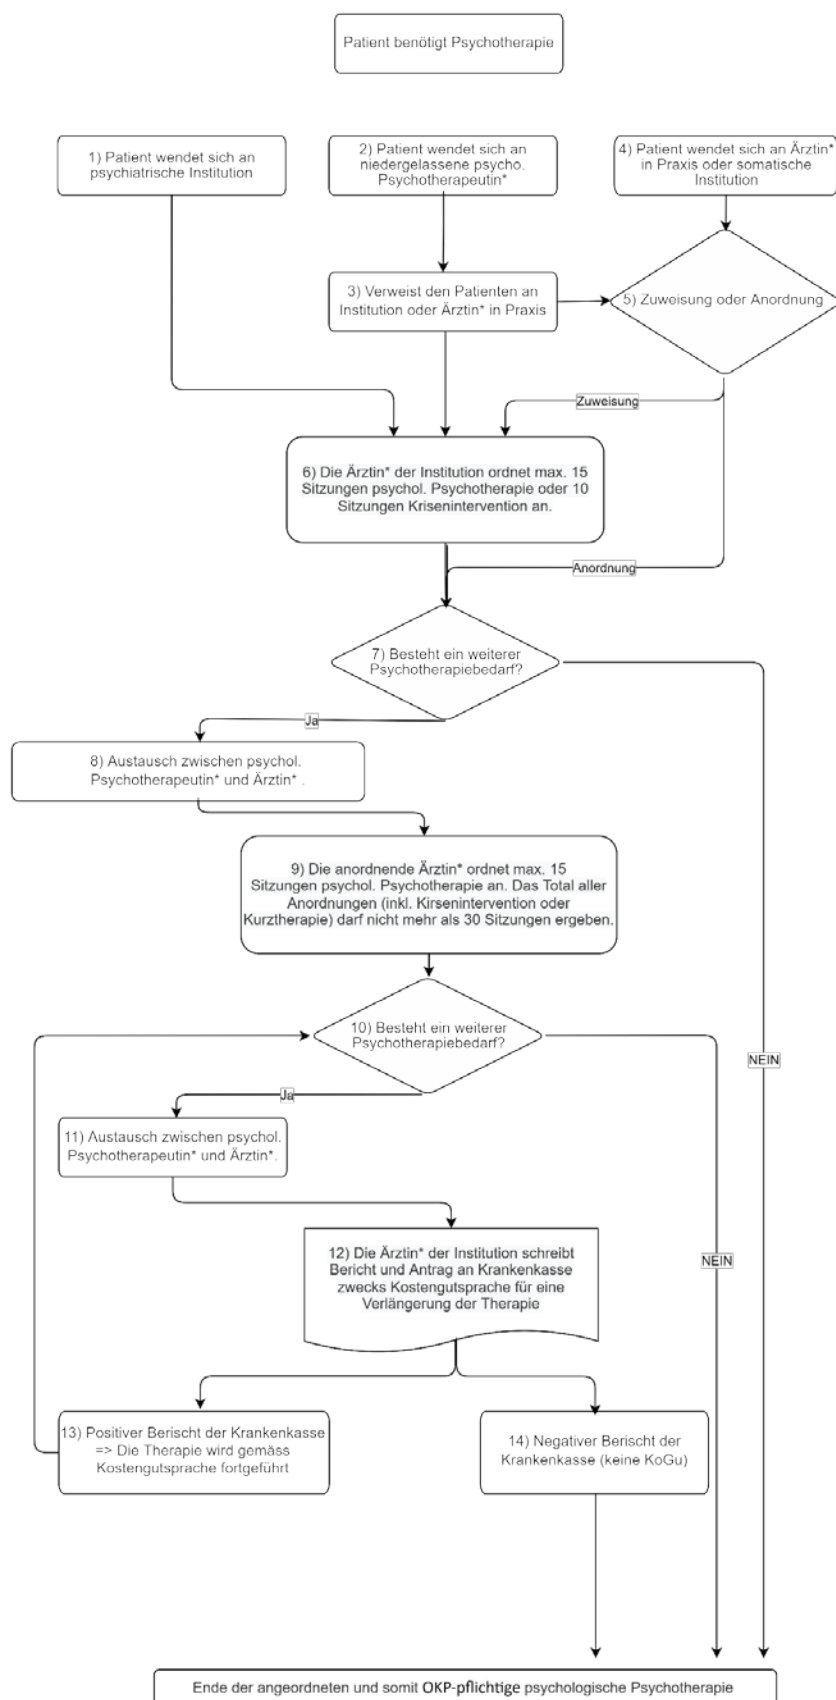 Patient benötigt Psychotherapie
1) Patient wendet sich an
psychiatrische Institution
2) Patient wendet sich an
niedergelassene psycho.
Psychotherapeutin*
4) Patient wendet sich an Ärztin*
in Praxis oder somatische
Institution
3) Verweist den Patienten an
Institution oder Ärztin* in Praxis
5) Zuweisung oder Anordnung
Zuweisung
6) Die Ärztin* der Institution ordnet max. 15
Sitzungen psychol. Psychotherapie oder 10
Sitzungen Krisenintervention an.
Anordnung
7) Besteht ein weiterer
Psychotherapiebedarf?
Ja
8) Austausch zwischen psychol.
Psychotherapeutin* und Ärztin* .
9) Die anordnende Ärztin* ordnet max. 15
Sitzungen psychol. Psychotherapie an. Das Total aller
Anordnungen (inkl. Kirsenintervention oder
Kurztherapie) darf nicht mehr als 30 Sitzungen ergeben.
10) Besteht ein weiterer
Psychotherapiebedarf?
NEIN
Ja
11) Austausch zwischen psychol.
Psychotherapeutin* und Ärztin*.
12) Die Ärztin* der Institution schreibt
Bericht und Antrag an Krankenkasse
zwecks Kostengutsprache für eine
Verlängerung der Therapie
NEIN
13) Positiver Berischt der Krankenkasse
=> Die Therapie wird gemäss
Kostengutsprache fortgeführt
14) Negativer Berischt der
Krankenkasse (keine KoGu)
Ende der angeordneten und somit OKP-pflichtige psychologische Psychotherapie